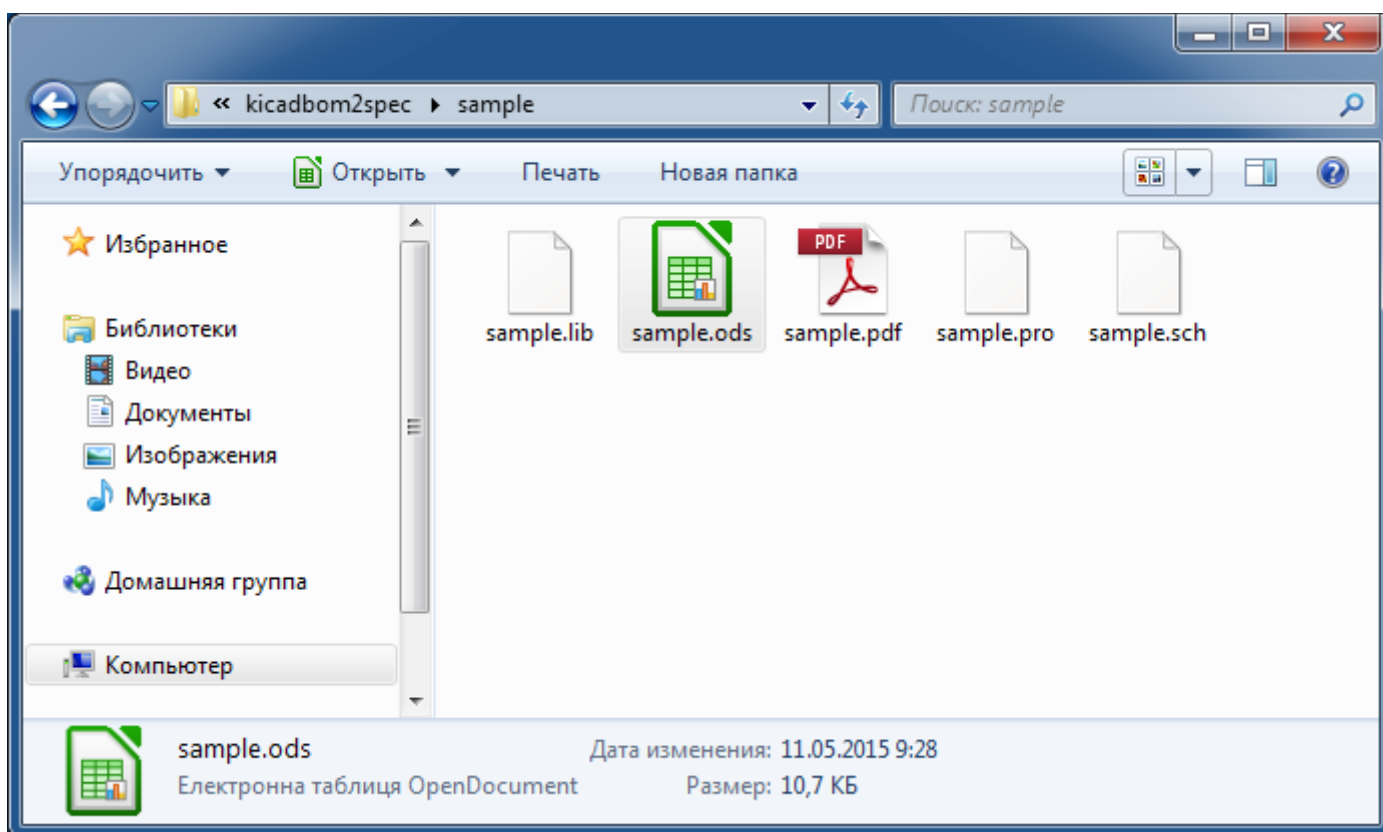 « kicadbom2spec ▸ sample
Поиск: sample
Упорядочить Открыть Печать Новая папка
Избранное
Библиотеки
Видео
Документы
Изображения
Музыка
Домашняя группа
Компьютер
PDF
sample.lib sample.ods sample.pdf sample.pro sample.sch
sample.ods Дата изменения: 11.05.2015 9:28
Електронна таблиця OpenDocument Размер: 10,7 КБ